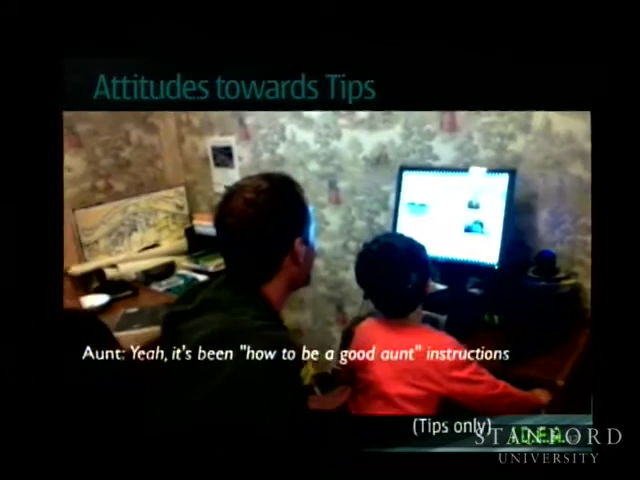 Attitudes towards Tips
Aunt: Yeah, it's been "how to be a good aunt" instructions
(Tips only)
STANFORD
UNIVERSITY